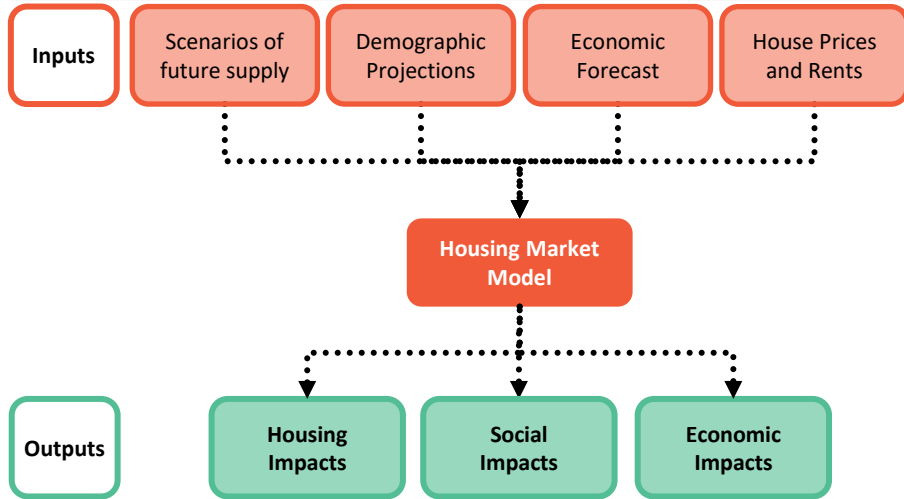 Inputs
Scenarios of
future supply
Demographic
Projections
Economic
Forecast
House Prices
and Rents
Housing Market
Model
Outputs
Housing
Impacts
Social
Impacts
Economic
Impacts